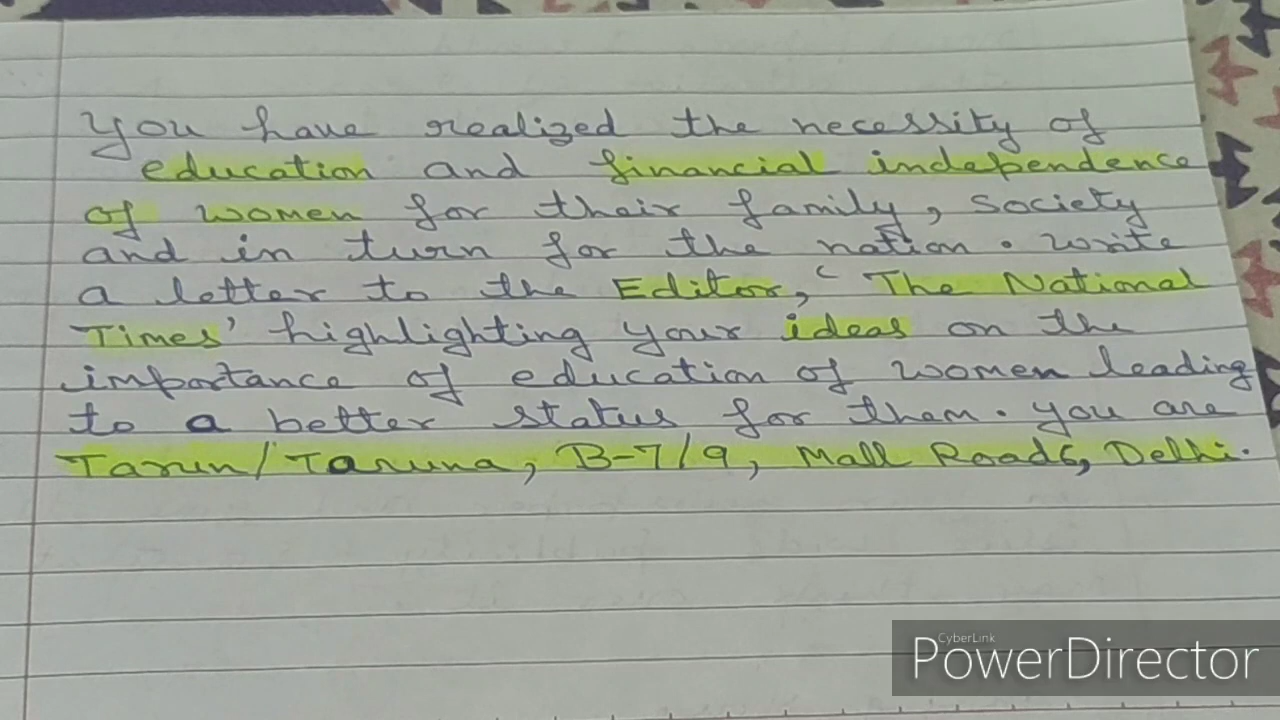 You have realized the necessity of
education and financial independence
of women for their family, society
and in turn for the nation. Write
a letter to the Editor, 'The National
Times' highlighting your ideas on the
importance of education of women leading
to a better status for them. You are
Tarun/Taruna, B-7/9, Mall Road, Delhi.
CyberLink
PowerDirector